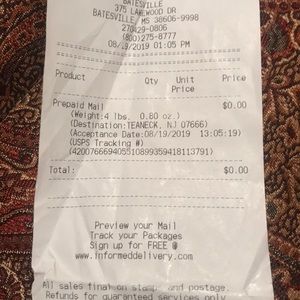 BATESVILLE
375 LAKEWOOD DR
BATESVILLE, MS 38606-9998
270429-0806
(800)275-8777
08/19/2019 01:05 PM
Product Qty Unit Price
Price
Prepaid Mail $0.00
(Weight:4 lbs. 0.80 oz.)
(Destination:TEANECK, NJ 07666)
(Acceptance Date:08/19/2019 13:05:19)
(USPS Tracking #)
(420076669405510899359418113791)
Total: $0.00
Preview your Mail
Track your Packages
Sign up for FREE @
www.informeddelivery.com
All sales final on stamps and postage.
Refunds for guaranteed services only.